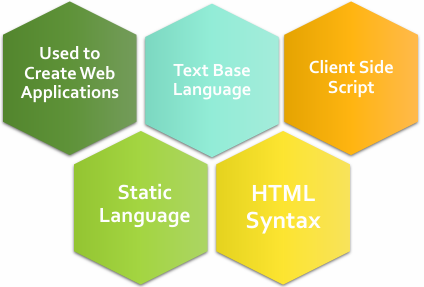 Used to
Create Web
Applications
Text Base
Language
Client Side
Script
Static
Language
HTML
Syntax